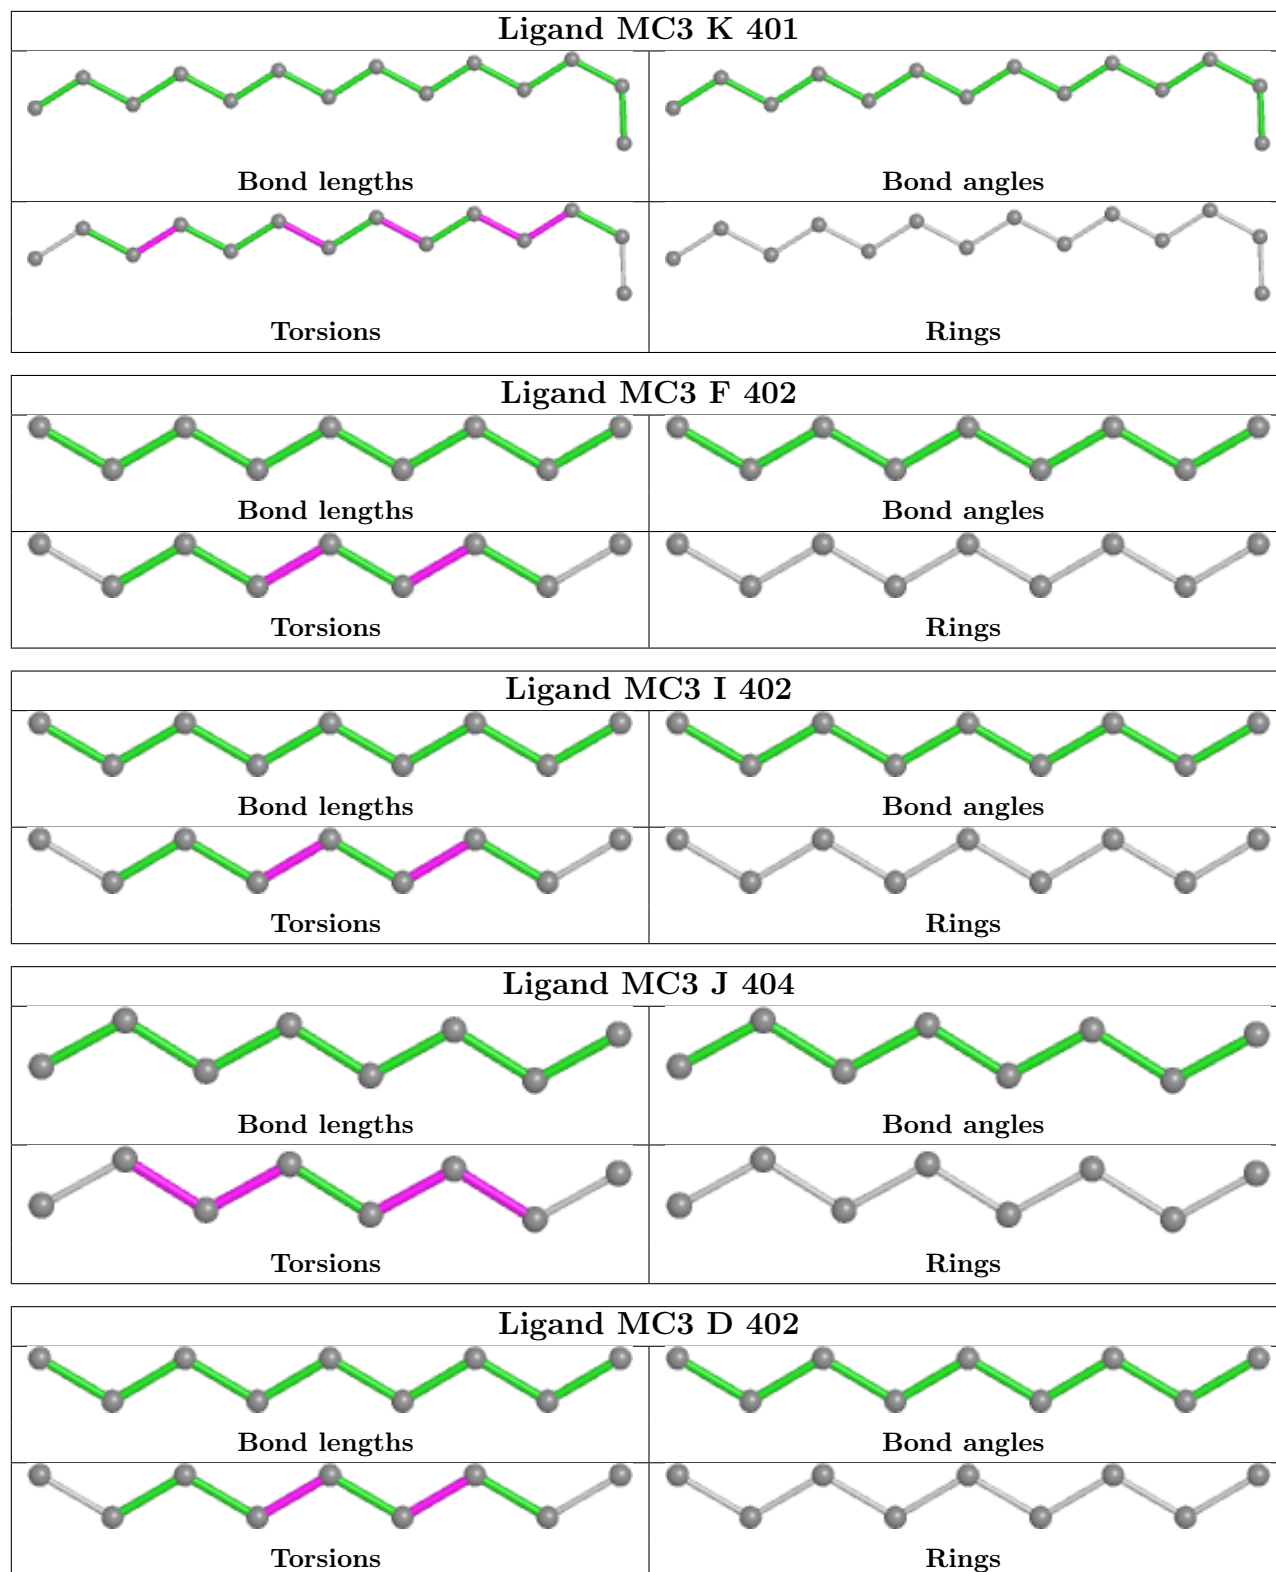 Ligand MC3 K 401
Bond lengths
Bond angles
Torsions
Rings
Ligand MC3 F 402
Bond lengths
Bond angles
Torsions
Rings
Ligand MC3 I 402
Bond lengths
Bond angles
Torsions
Rings
Ligand MC3 J 404
Bond lengths
Bond angles
Torsions
Rings
Ligand MC3 D 402
Bond lengths
Bond angles
Torsions
Rings